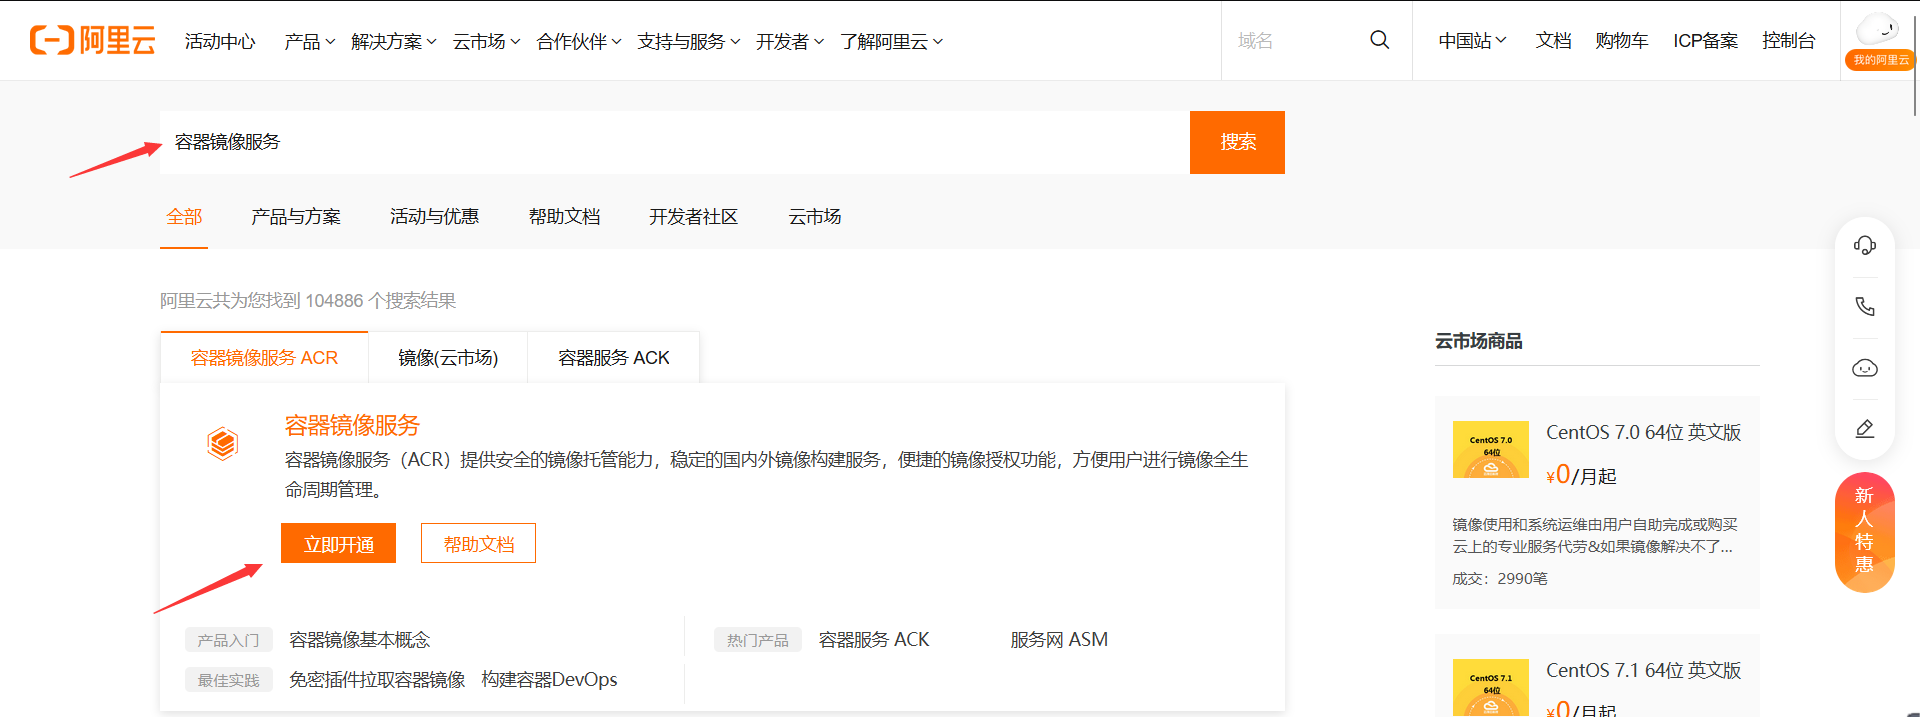 阿里云
活动中心 产品 解决方案 云市场 合作伙伴 支持与服务 开发者 了解阿里云 域名 中国站 文档 购物车 ICP备案 控制台
我的阿里云
容器镜像服务 搜索
全部 产品与方案 活动与优惠 帮助文档 开发者社区 云市场
阿里云共为您找到 104886 个搜索结果
容器镜像服务 ACR 镜像(云市场) 容器服务 ACK
容器镜像服务
容器镜像服务（ACR）提供安全的镜像托管能力，稳定的国内外镜像构建服务，便捷的镜像授权功能，方便用户进行镜像全生
命周期管理。
立即开通 帮助文档
产品入门 容器镜像基本概念 热门产品 容器服务 ACK 服务网 ASM
最佳实践 免密插件拉取容器镜像 构建容器DevOps
云市场商品
CentOS 7.0
64位
CentOS 7.0 64位 英文版
¥0/月起
镜像使用和系统运维由用户自助完成或购买
云上的专业服务代劳&如果镜像解决不了...
成交：2990笔
CentOS 7.1
64位
CentOS 7.1 64位 英文版
¥0/月起
新
人
特
惠